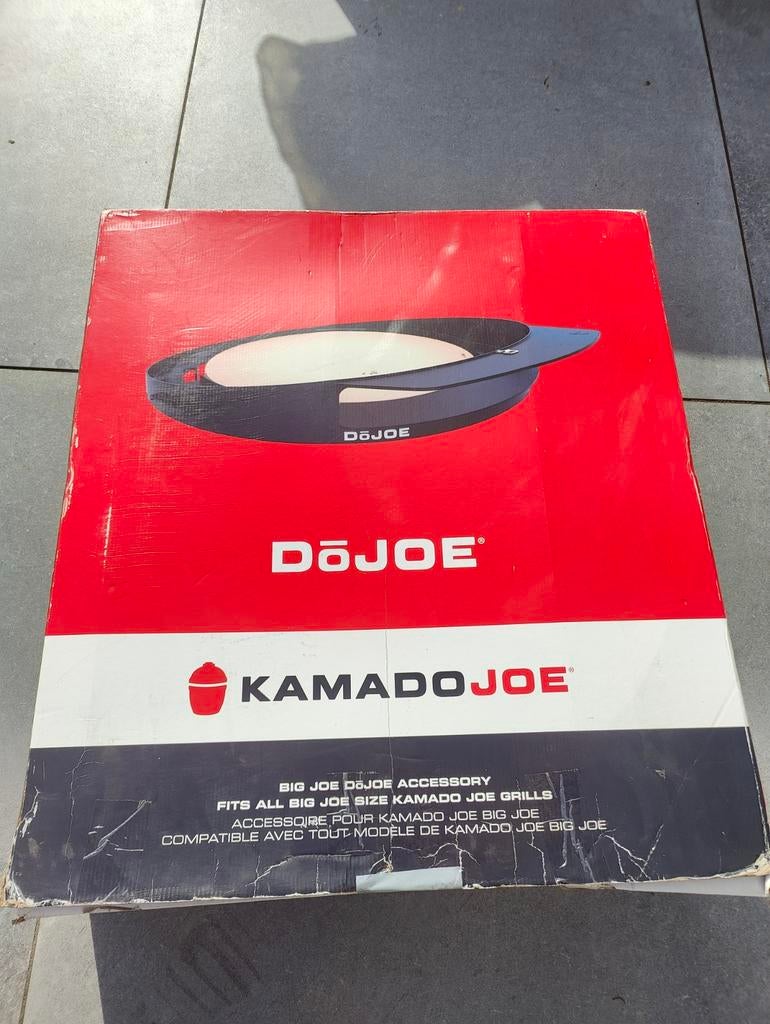 DōJOE
DōJOE®
KAMADOJOE®
BIG JOE DōJOE ACCESSORY
FITS ALL BIG JOE SIZE KAMADO JOE GRILLS
ACCESSOIRE POUR KAMADO JOE BIG JOE
COMPATIBLE AVEC TOUT MODÈLE DE KAMADO JOE BIG JOE